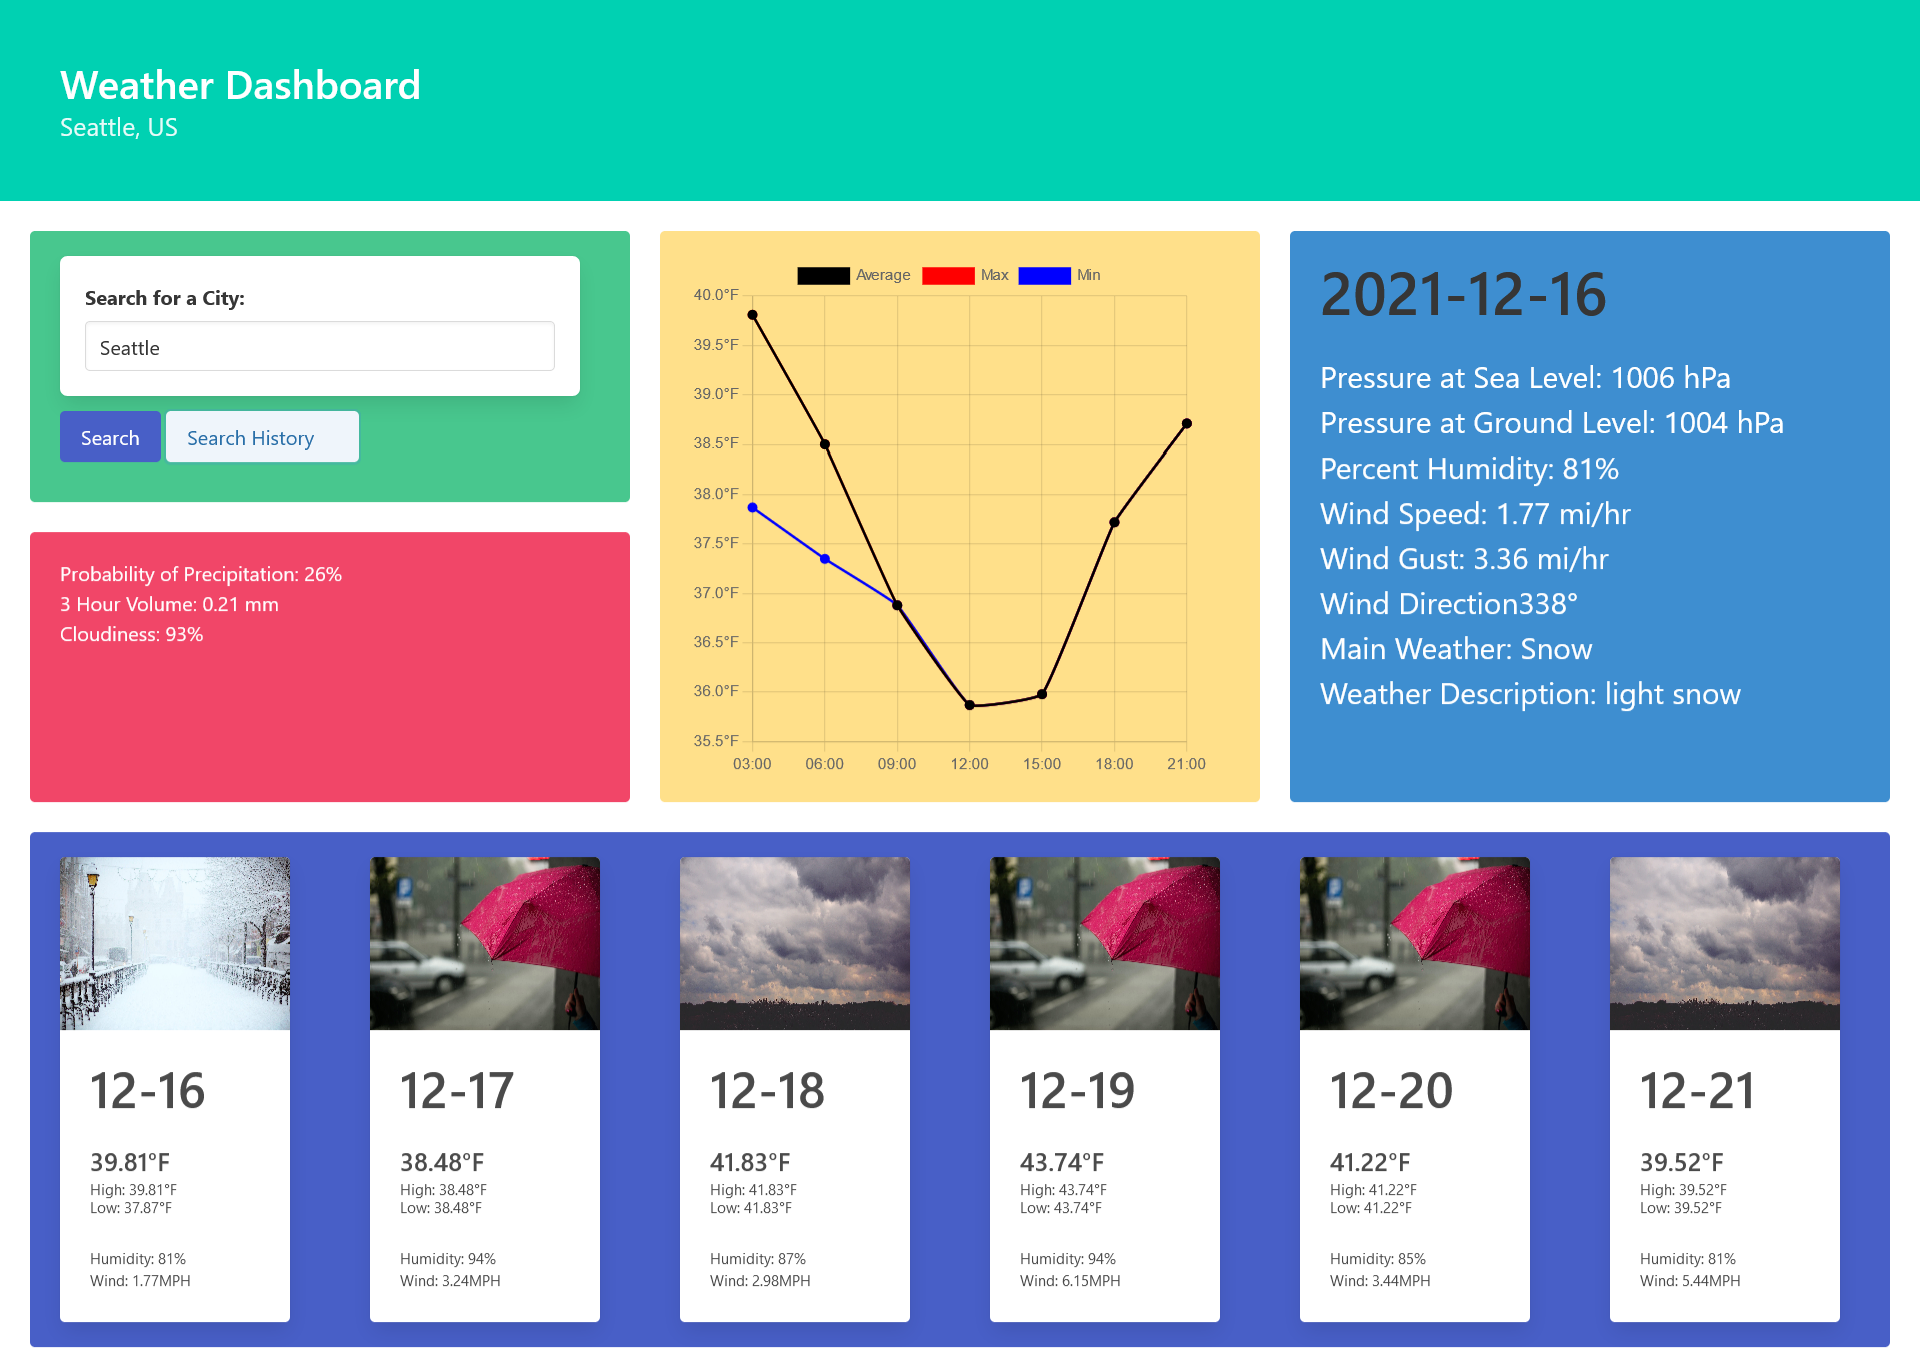 Weather Dashboard
Seattle, US
Search for a City:
Seattle
Search
Search History
Probability of Precipitation: 26%
3 Hour Volume: 0.21 mm
Cloudiness: 93%
Average
Max
Min
40.0°F
39.5°F
39.0°F
38.5°F
38.0°F
37.5°F
37.0°F
36.5°F
36.0°F
35.5°F
03:00
06:00
09:00
12:00
15:00
18:00
21:00
2021-12-16
Pressure at Sea Level: 1006 hPa
Pressure at Ground Level: 1004 hPa
Percent Humidity: 81%
Wind Speed: 1.77 mi/hr
Wind Gust: 3.36 mi/hr
Wind Direction338°
Main Weather: Snow
Weather Description: light snow
12-16
39.81°F
High: 39.81°F
Low: 37.87°F
Humidity: 81%
Wind: 1.77MPH
12-17
38.48°F
High: 38.48°F
Low: 38.48°F
Humidity: 94%
Wind: 3.24MPH
12-18
41.83°F
High: 41.83°F
Low: 41.83°F
Humidity: 87%
Wind: 2.98MPH
12-19
43.74°F
High: 43.74°F
Low: 43.74°F
Humidity: 94%
Wind: 6.15MPH
12-20
41.22°F
High: 41.22°F
Low: 41.22°F
Humidity: 85%
Wind: 3.44MPH
12-21
39.52°F
High: 39.52°F
Low: 39.52°F
Humidity: 81%
Wind: 5.44MPH